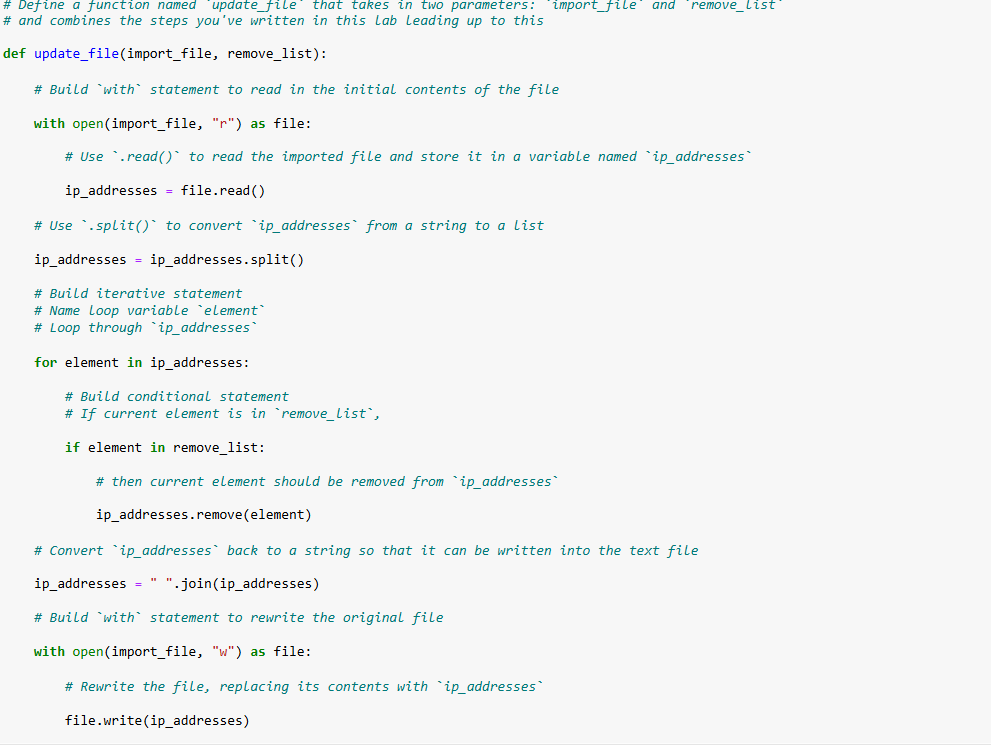 # Define a function named `update_file` that takes in two parameters: `import_file` and `remove_list`
# and combines the steps you've written in this lab leading up to this
def update_file(import_file, remove_list):
# Build `with` statement to read in the initial contents of the file
with open(import_file, "r") as file:
# Use `.read()` to read the imported file and store it in a variable named `ip_addresses`
ip_addresses = file.read()
# Use `.split()` to convert `ip_addresses` from a string to a list
ip_addresses = ip_addresses.split()
# Build iterative statement
# Name loop variable `element`
# Loop through `ip_addresses`
for element in ip_addresses:
# Build conditional statement
# If current element is in `remove_list`,
if element in remove_list:
# then current element should be removed from `ip_addresses`
ip_addresses.remove(element)
# Convert `ip_addresses` back to a string so that it can be written into the text file
ip_addresses = " ".join(ip_addresses)
# Build `with` statement to rewrite the original file
with open(import_file, "w") as file:
# Rewrite the file, replacing its contents with `ip_addresses`
file.write(ip_addresses)